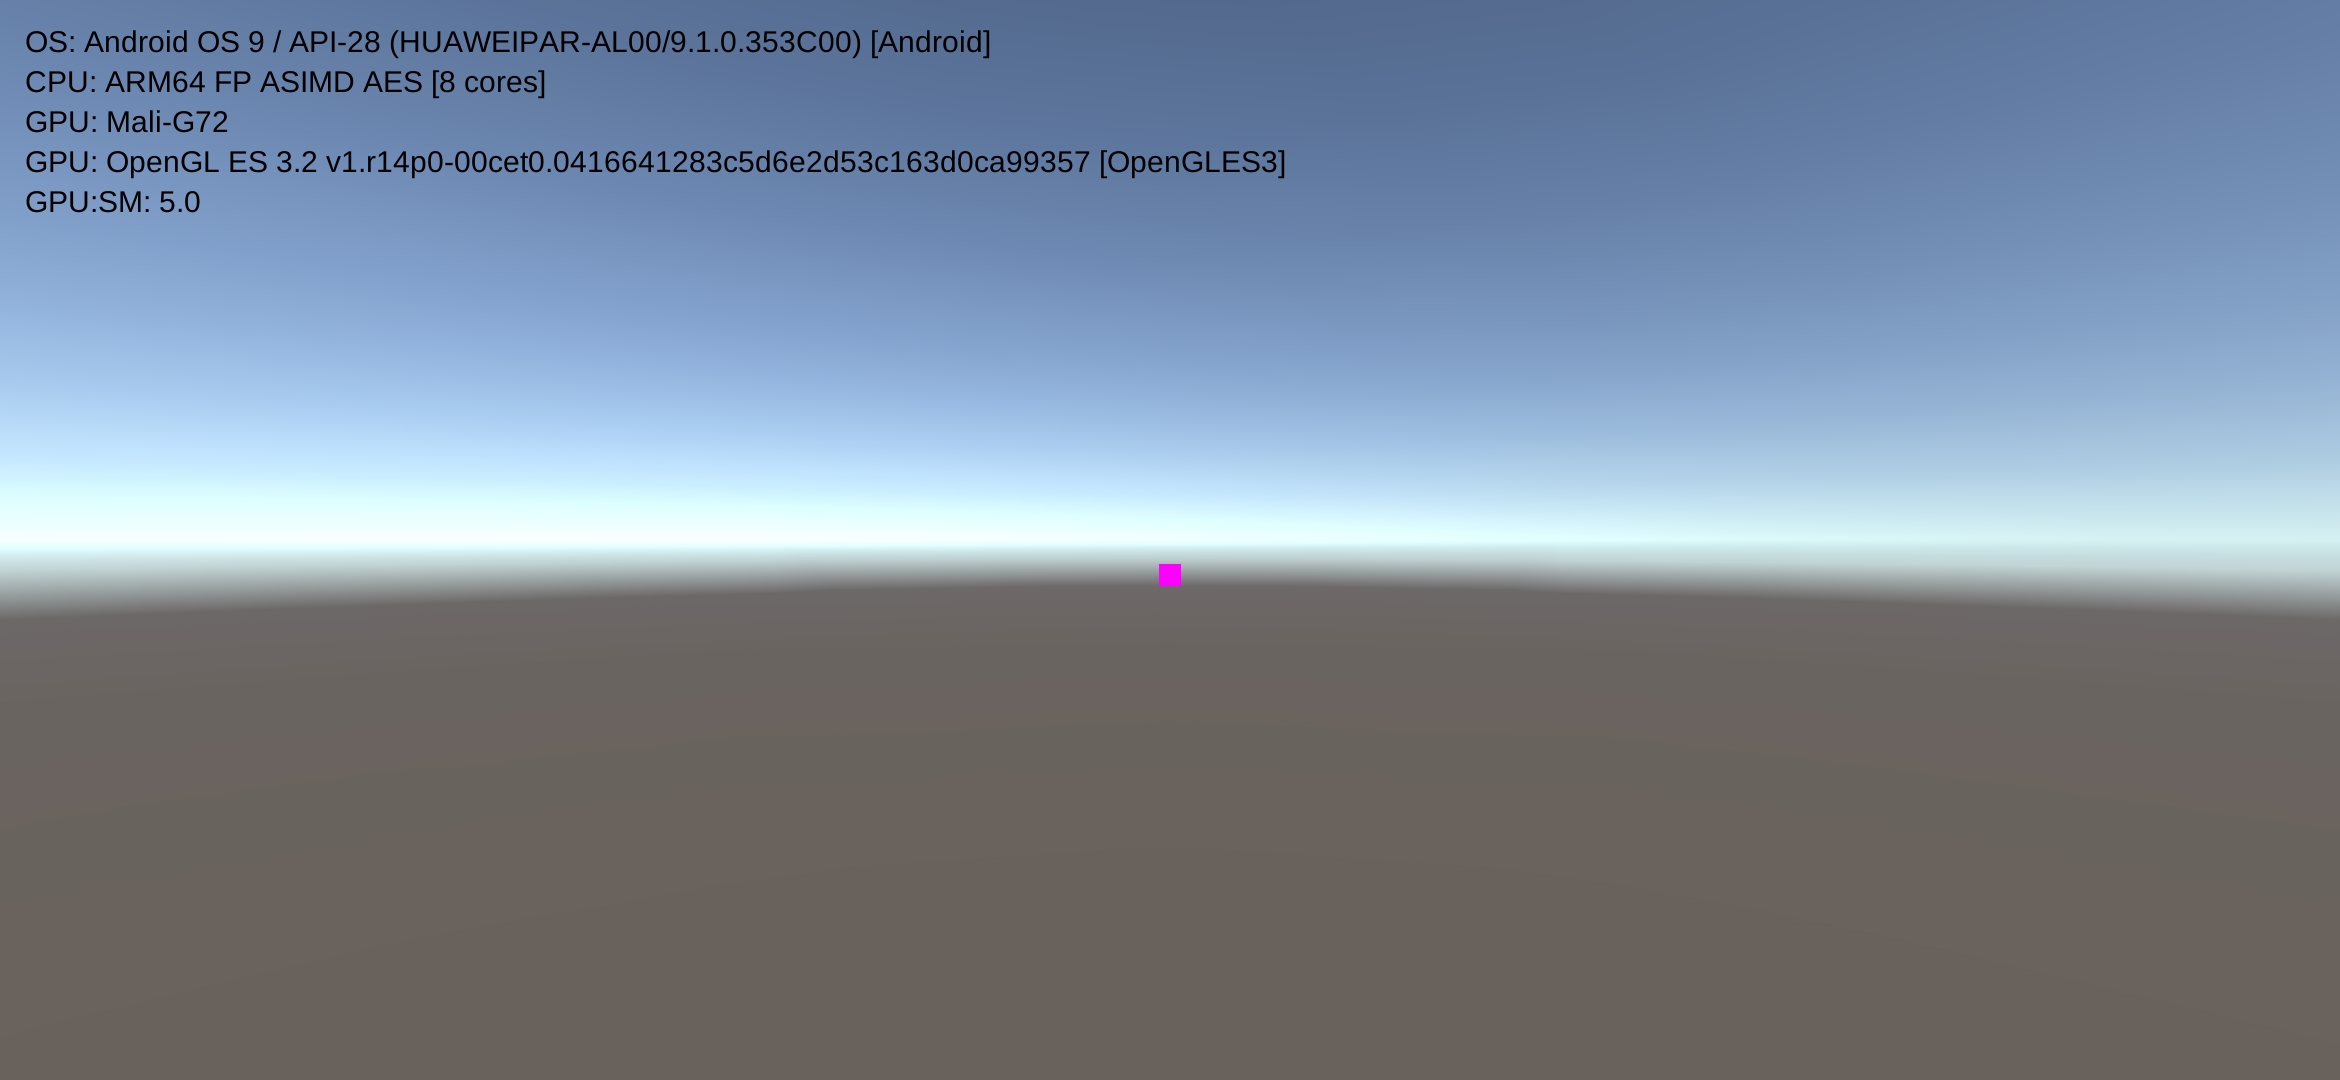 OS: Android OS 9 / API-28 (HUAWEIPAR-AL00/9.1.0.353C00) [Android]
CPU: ARM64 FP ASIMD AES [8 cores]
GPU: Mali-G72
GPU: OpenGL ES 3.2 v1.r14p0-00cet0.0416641283c5d6e2d53c163d0ca99357 [OpenGLES3]
GPU:SM: 5.0